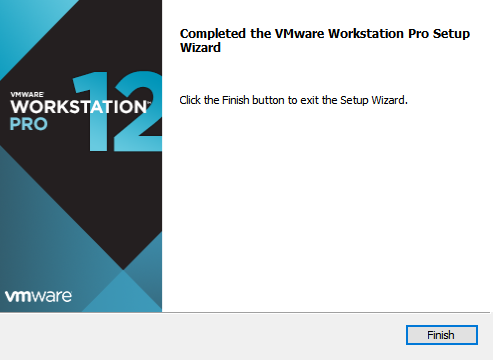 Completed the VMware Workstation Pro Setup
Wizard
Click the Finish button to exit the Setup Wizard.
VMWARE
WORKSTATION™
PRO
12
vmware
Finish